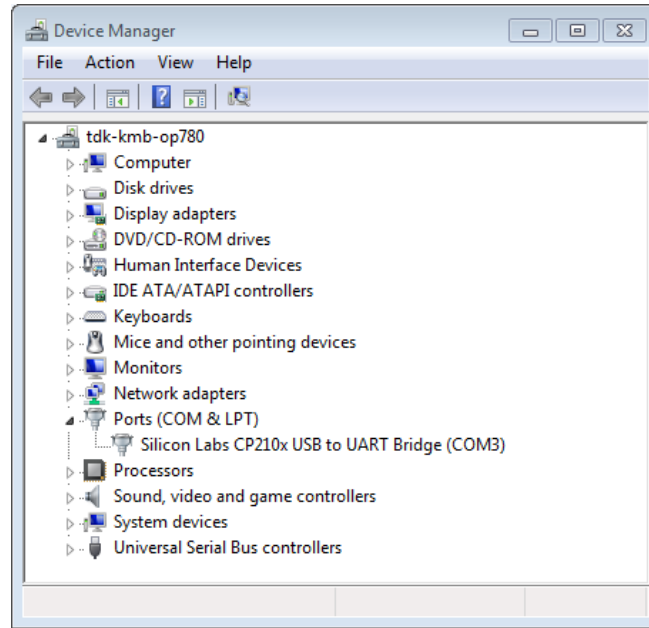 Device Manager
File Action View Help
tdk-kmb-op780
Computer
Disk drives
Display adapters
DVD/CD-ROM drives
Human Interface Devices
IDE ATA/ATAPI controllers
Keyboards
Mice and other pointing devices
Monitors
Network adapters
Ports (COM & LPT)
Silicon Labs CP210x USB to UART Bridge (COM3)
Processors
Sound, video and game controllers
System devices
Universal Serial Bus controllers